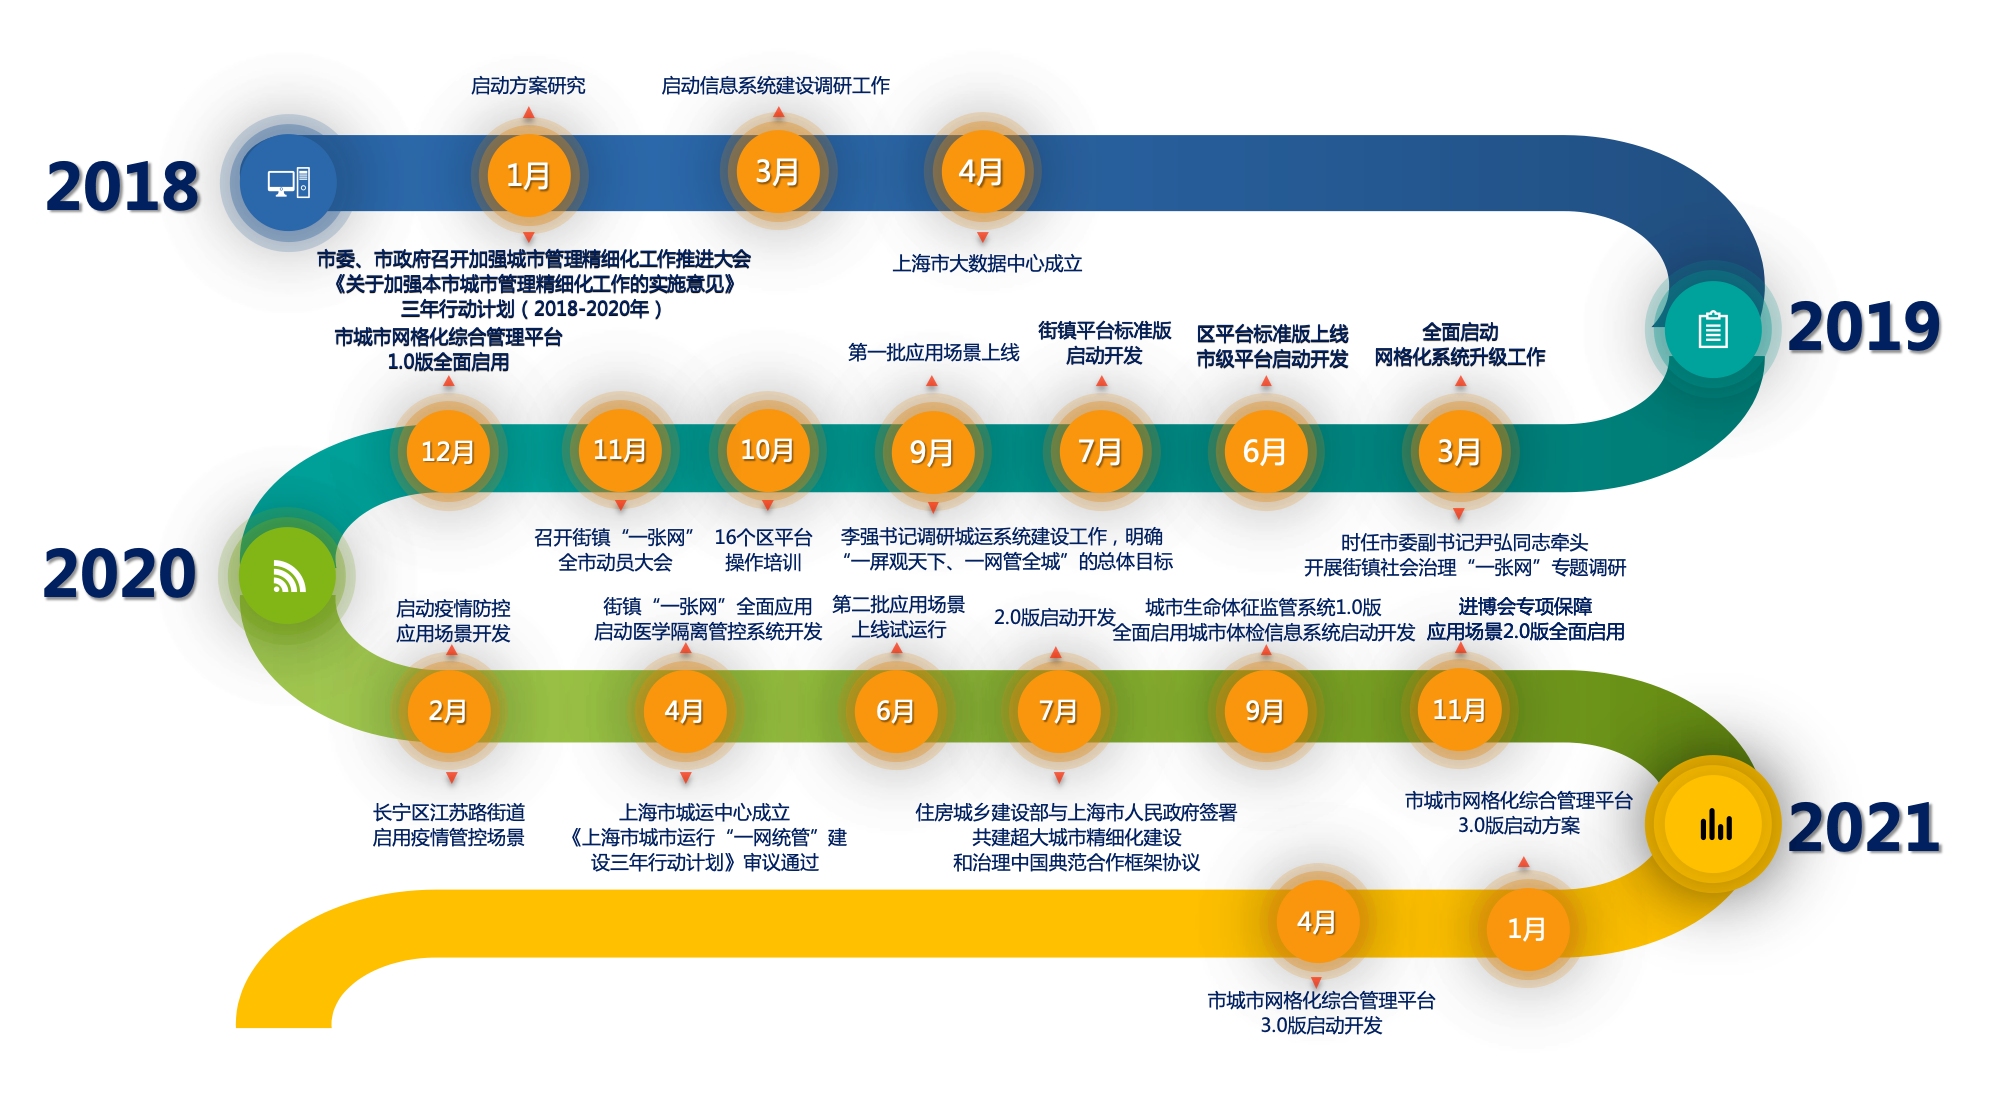 2018
启动方案研究
1月
市委、市政府召开加强城市管理精细化工作推进大会
《关于加强本市城市管理精细化工作的实施意见》
三年行动计划（2018-2020年）
启动信息系统建设调研工作
3月
4月
上海市大数据中心成立
2019
全面启动
网格化系统升级工作
3月
时任市委副书记尹弘同志牵头
开展街镇社会治理“一张网”专题调研
区平台标准版上线
市级平台启动开发
6月
街镇平台标准版
启动开发
7月
第一批应用场景上线
9月
李强书记调研城运系统建设工作，明确
“一屏观天下、一网管全城”的总体目标
10月
16个区平台
操作培训
11月
召开街镇“一张网”
全市动员大会
市城市网格化综合管理平台
1.0版全面启用
12月
2020
启动疫情防控
应用场景开发
2月
长宁区江苏路街道
启用疫情管控场景
街镇“一张网”全面应用
启动医学隔离管控系统开发
4月
上海市城运中心成立
《上海市城市运行“一网统管”建
设三年行动计划》审议通过
第二批应用场景
上线试运行
6月
2.0版启动开发
7月
住房城乡建设部与上海市人民政府签署
共建超大城市精细化建设
和治理中国典范合作框架协议
城市生命体征监管系统1.0版
全面启用城市体检信息系统启动开发
9月
进博会专项保障
应用场景2.0版全面启用
11月
2021
市城市网格化综合管理平台
3.0版启动方案
1月
4月
市城市网格化综合管理平台
3.0版启动开发